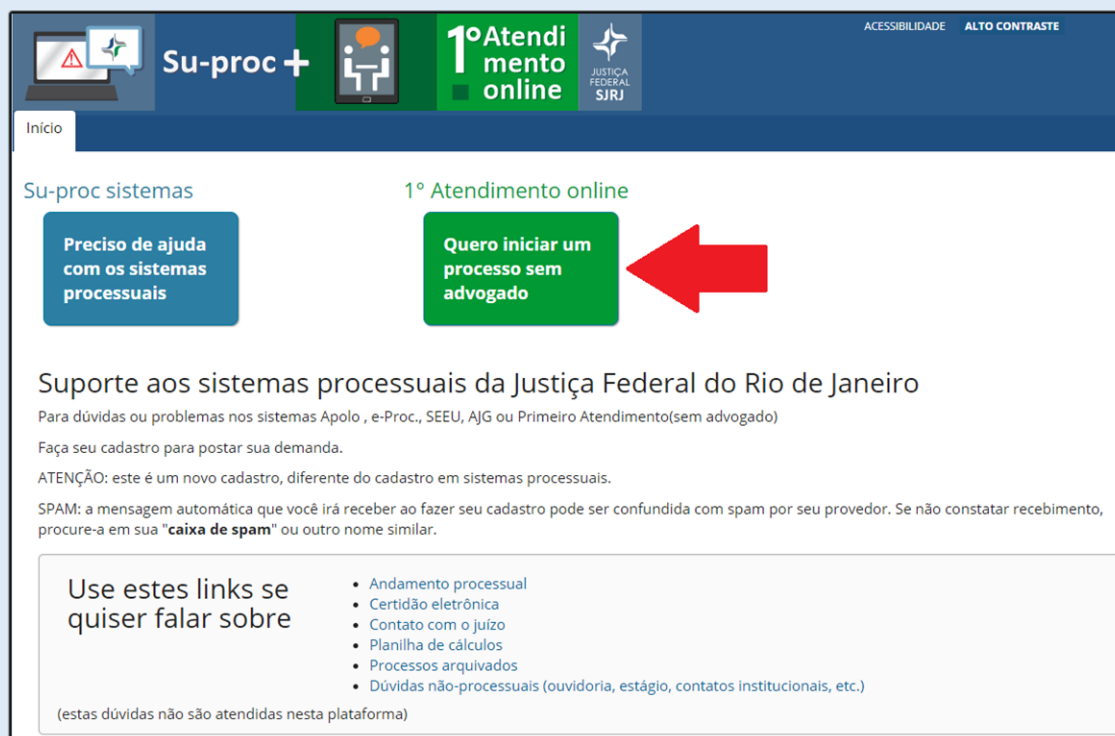 Su-proc +
1º Atendi
mento
online
JUSTIÇA
FEDERAL
SJRJ
ACESSIBILIDADE ALTO CONTRASTE
Início
Su-proc sistemas
1º Atendimento online
Preciso de ajuda
com os sistemas
processuais
Quero iniciar um
processo sem
advogado
Suporte aos sistemas processuais da Justiça Federal do Rio de Janeiro
Para dúvidas ou problemas nos sistemas Apolo , e-Proc., SEEU, AJG ou Primeiro Atendimento(sem advogado)
Faça seu cadastro para postar sua demanda.
ATENÇÃO: este é um novo cadastro, diferente do cadastro em sistemas processuais.
SPAM: a mensagem automática que você irá receber ao fazer seu cadastro pode ser confundida com spam por seu provedor. Se não constatar recebimento,
procure-a em sua "caixa de spam" ou outro nome similar.
Use estes links se
quiser falar sobre
• Andamento processual
• Certidão eletrônica
• Contato com o juízo
• Planilha de cálculos
• Processos arquivados
• Dúvidas não-processuais (ouvidoria, estágio, contatos institucionais, etc.)
(estas dúvidas não são atendidas nesta plataforma)